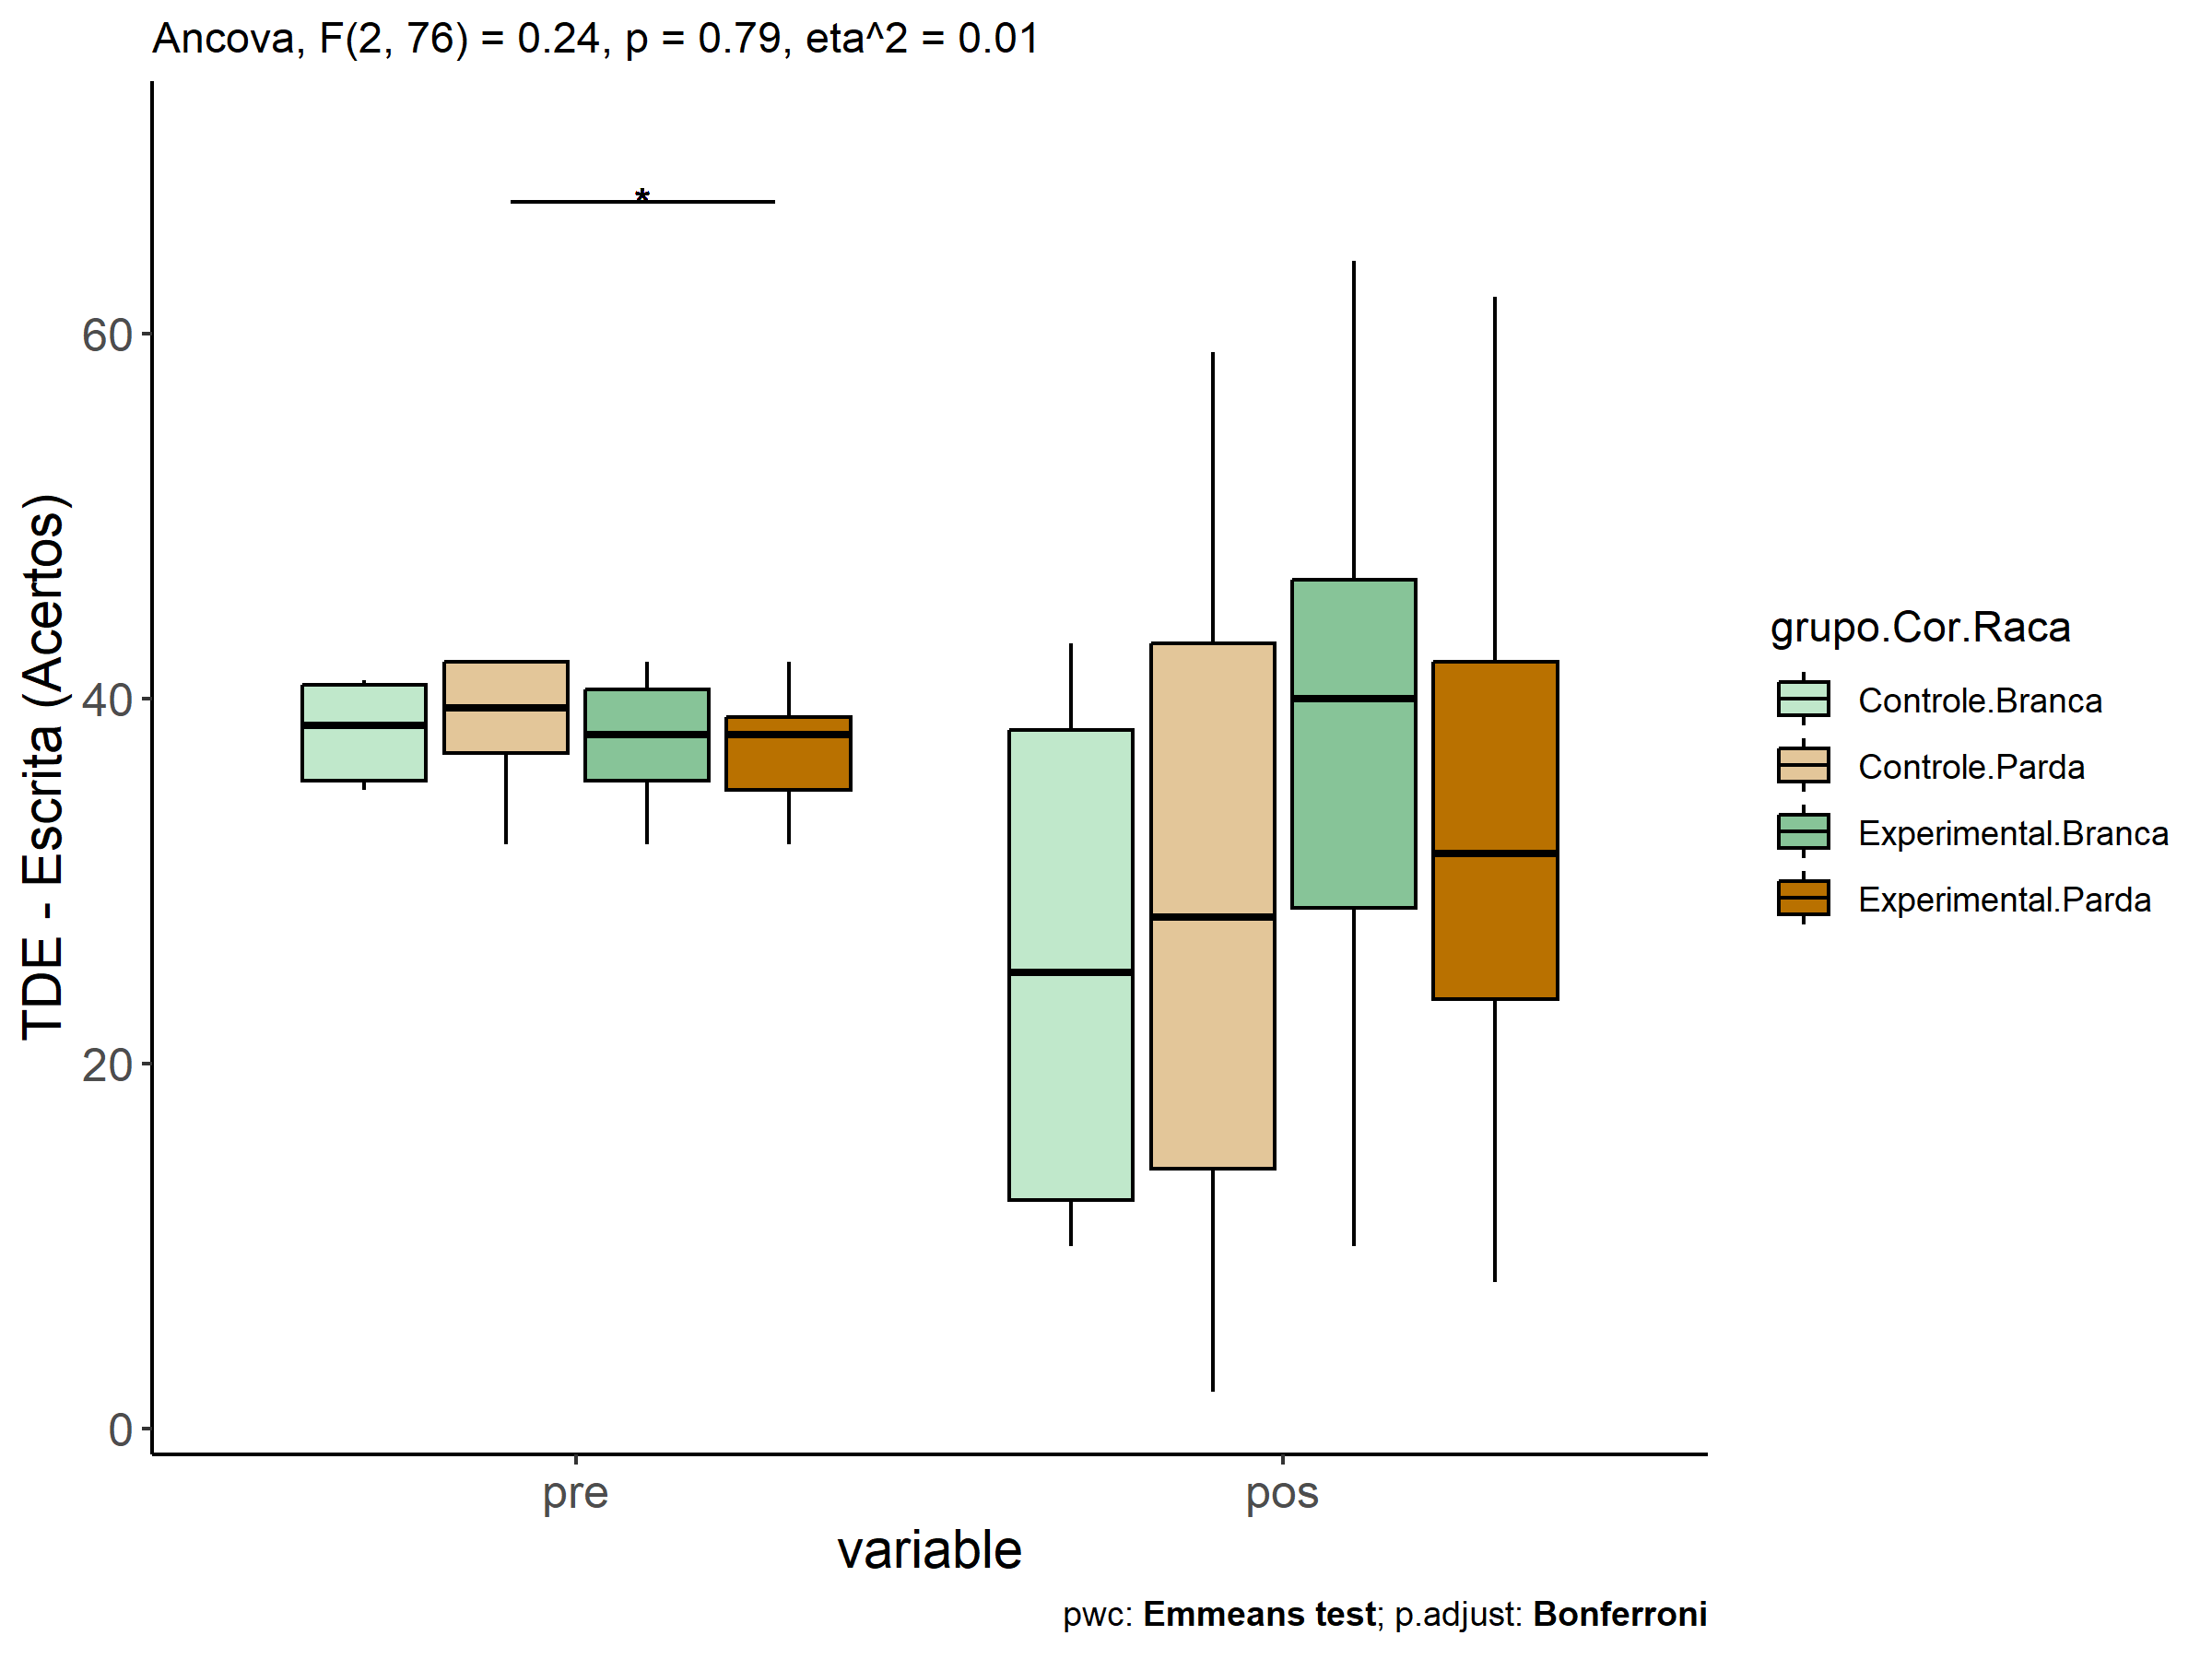 Ancova, F(2, 76) = 0.24, p = 0.79, eta^2 = 0.01
*
60
40
20
0
TDE - Escrita (Acertos)
pre
pos
variable
grupo.Cor.Raca
Controle.Branca
Controle.Parda
Experimental.Branca
Experimental.Parda
pwc: Emmeans test; p.adjust: Bonferroni